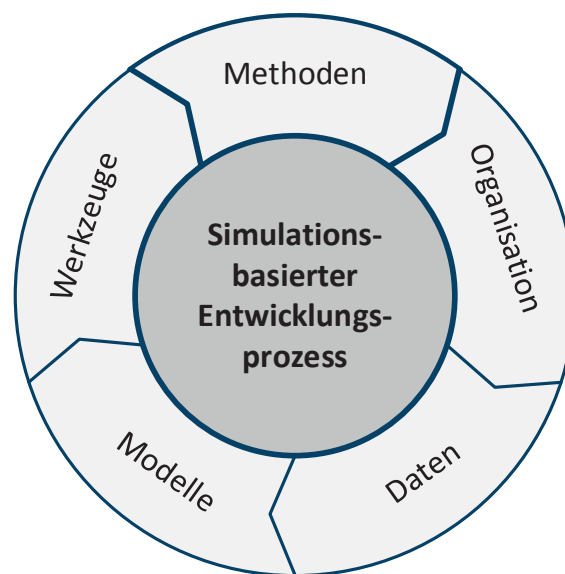 Methoden
Organisation
Daten
Modelle
Werkzeuge
Simulations-
basierter
Entwicklungs-
prozess